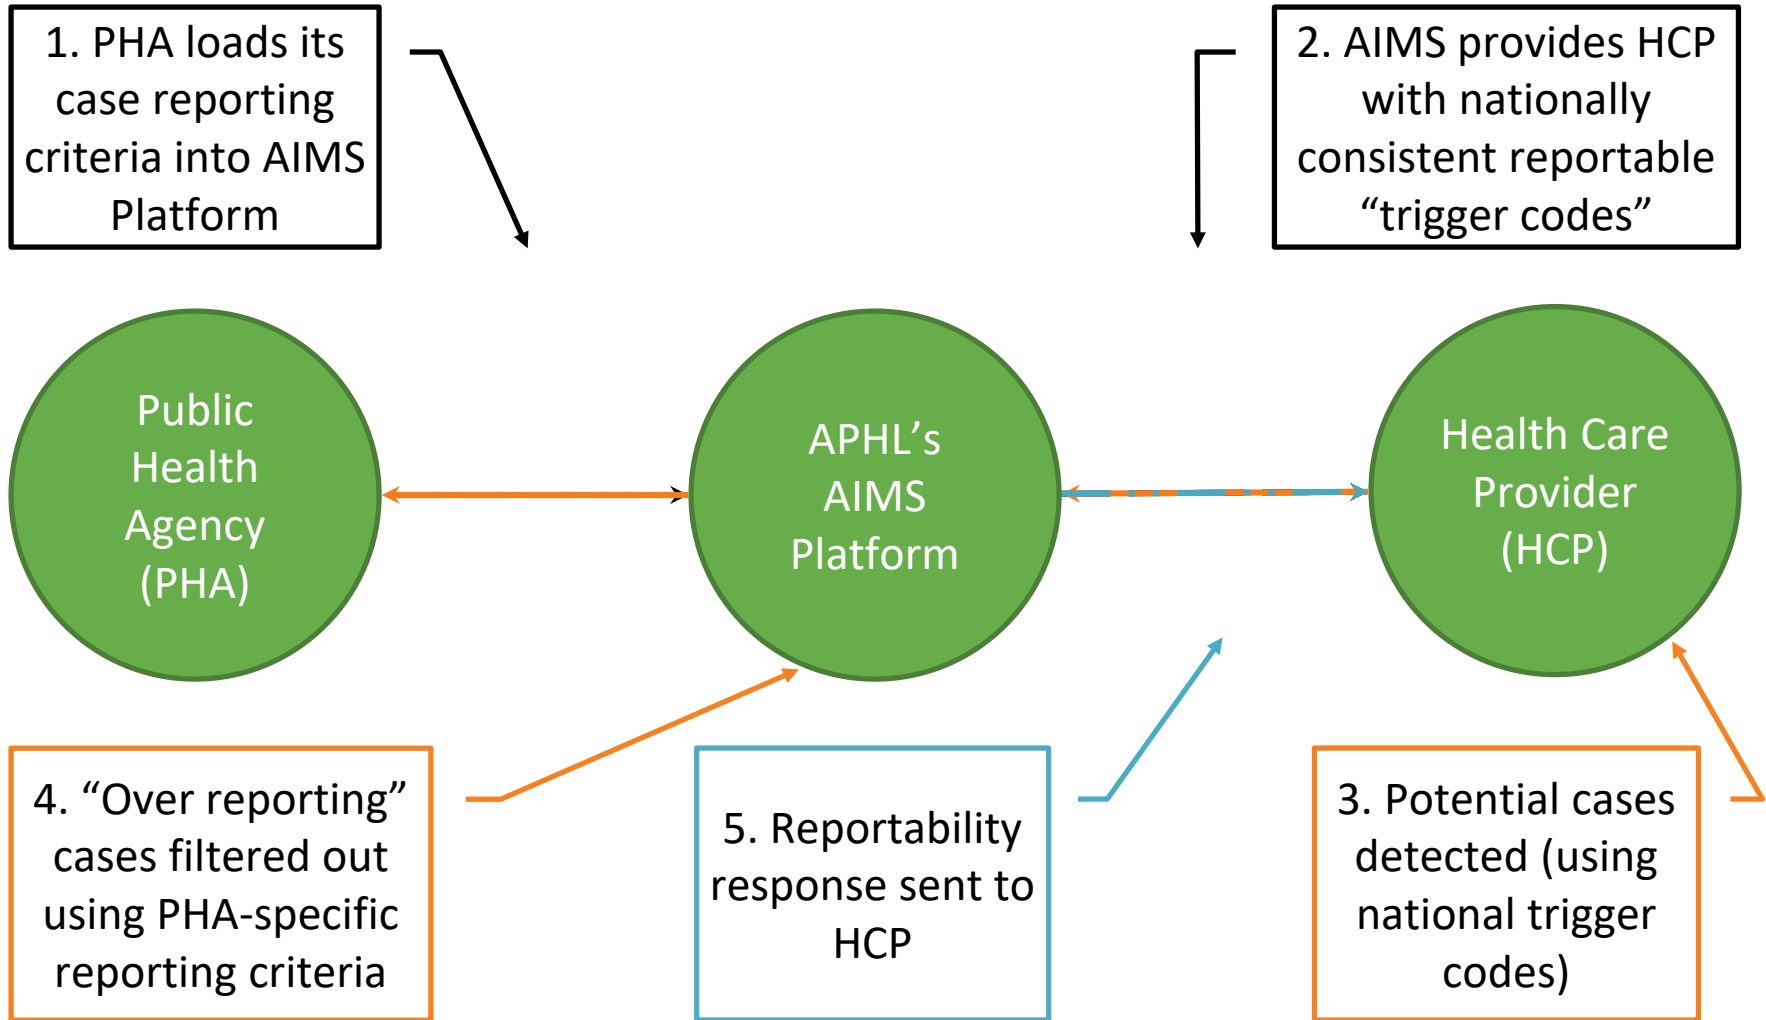 1. PHA loads its
case reporting
criteria into AIMS
Platform
2. AIMS provides HCP
with nationally
consistent reportable
“trigger codes”
Public
Health
Agency
(PHA)
APHL’s
AIMS
Platform
Health Care
Provider
(HCP)
4. “Over reporting”
cases filtered out
using PHA-specific
reporting criteria
5. Reportability
response sent to
HCP
3. Potential cases
detected (using
national trigger
codes)